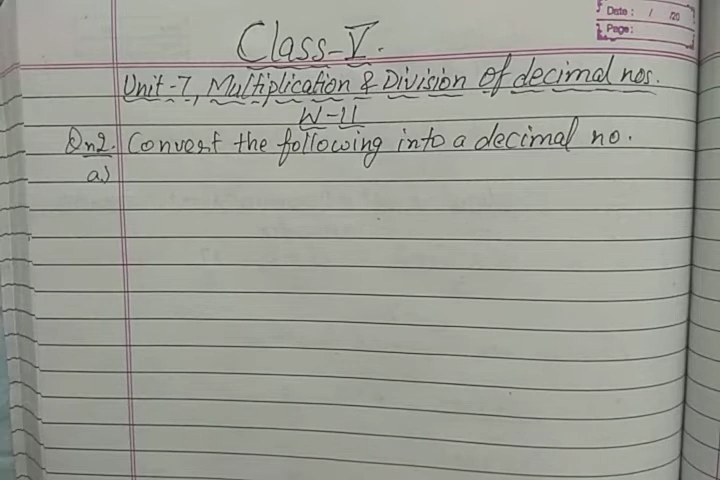 Date: / /20
Page:
Class-V.
Unit-7, Multiplication & Division of decimal nos.
W-11
Qn2. Convert the following into a decimal no.
a)